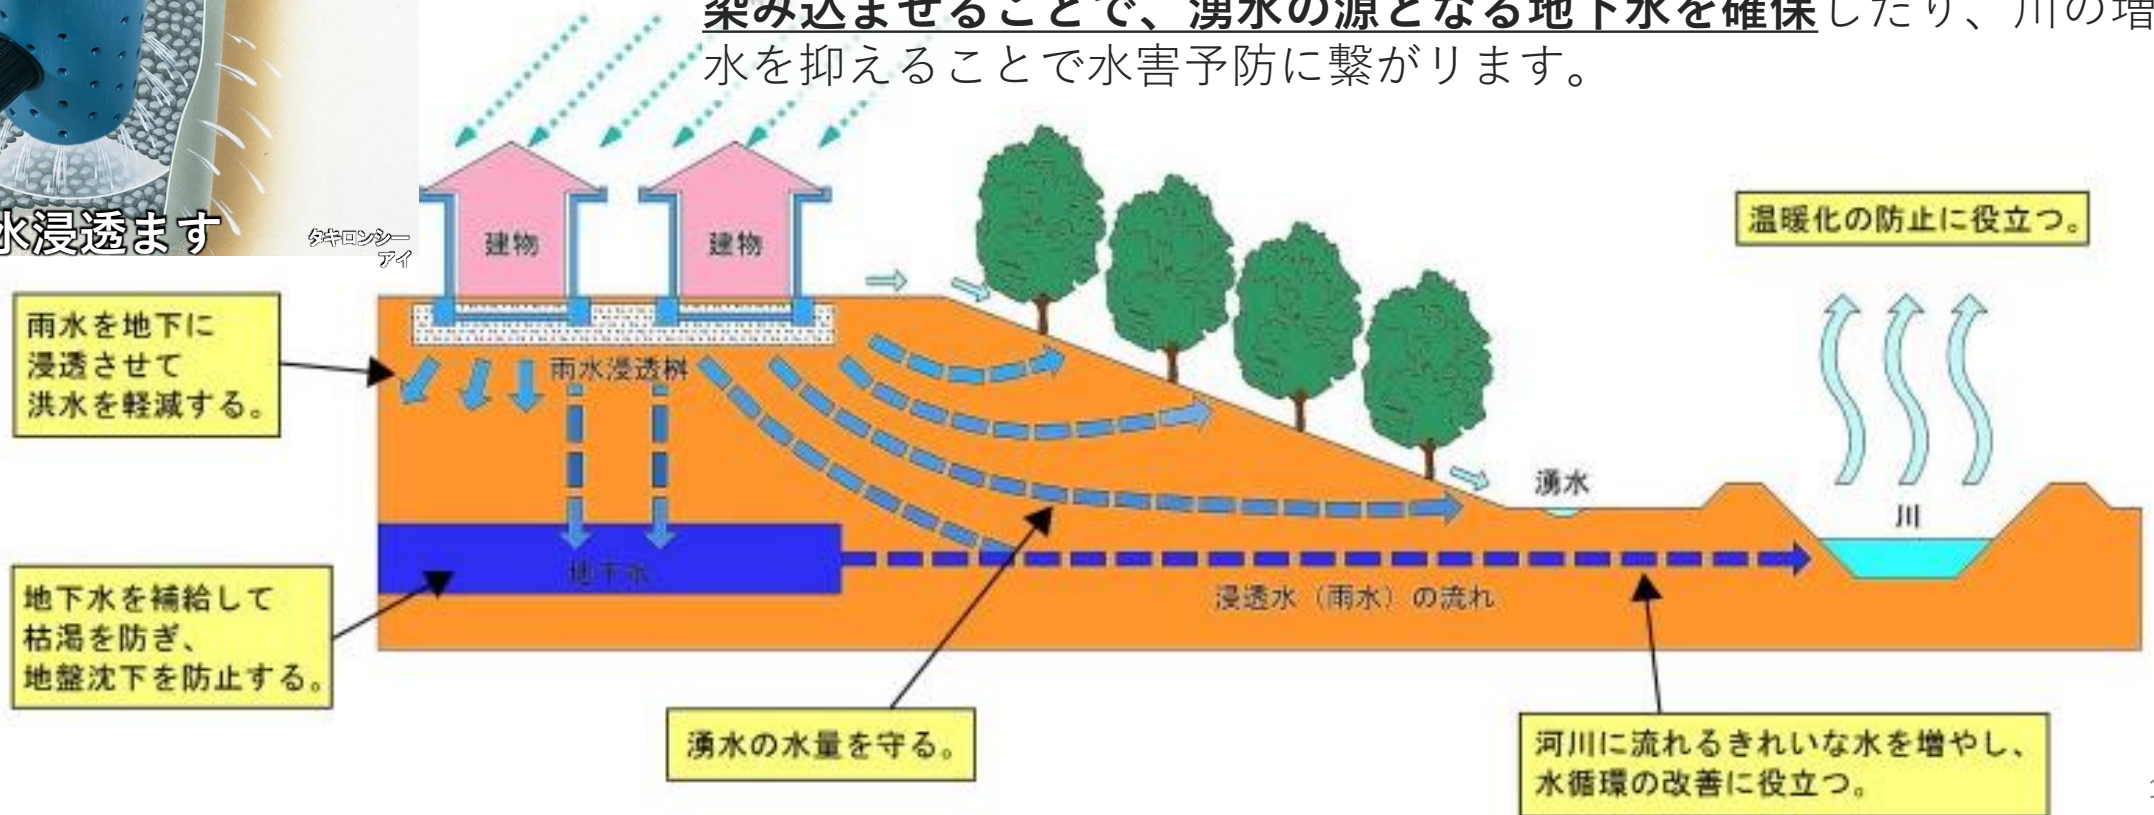 染み込ませることで、湧水の源となる地下水を確保したり、川の増
水を抑えることで水害予防に繋がります。
水浸透ます
タキロンシー
アイ
建物
建物
温暖化の防止に役立つ。
雨水を地下に
浸透させて
洪水を軽減する。
雨水浸透桝
湧水
川
地下水
浸透水（雨水）の流れ
地下水を補給して
枯渇を防ぎ、
地盤沈下を防止する。
湧水の水量を守る。
河川に流れるきれいな水を増やし、
水循環の改善に役立つ。